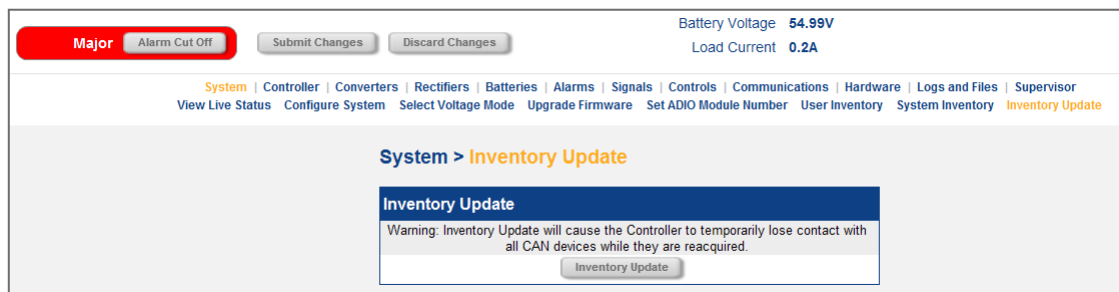 Battery Voltage 54.99V
Major Alarm Cut Off Submit Changes Discard Changes
Load Current 0.2A
System | Controller | Converters | Rectifiers | Batteries | Alarms | Signals | Controls | Communications | Hardware | Logs and Files | Supervisor
View Live Status Configure System Select Voltage Mode Upgrade Firmware Set ADIO Module Number User Inventory System Inventory Inventory Update
System > Inventory Update
Inventory Update
Warning: Inventory Update will cause the Controller to temporarily lose contact with
all CAN devices while they are reacquired.
Inventory Update